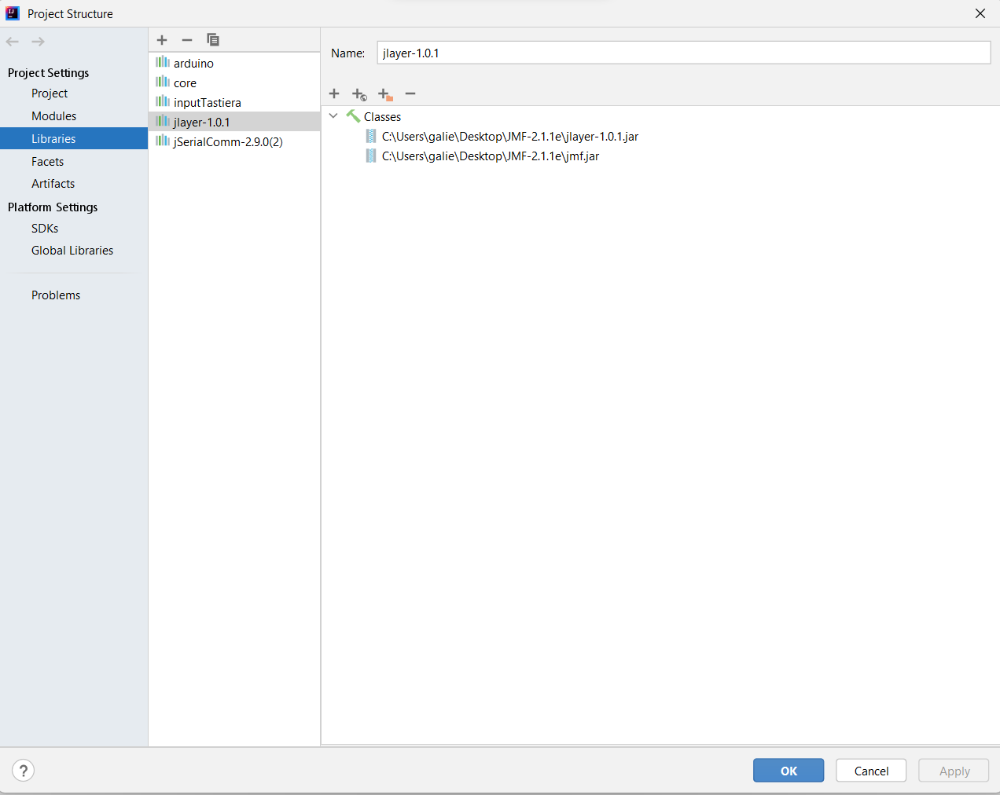 Project Structure
Project Settings
Project
Modules
Libraries
Facets
Artifacts
Platform Settings
SDKs
Global Libraries
Problems
arduino
core
inputTastiera
jlayer-1.0.1
jSerialComm-2.9.0(2)
Name: jlayer-1.0.1
Classes
C:\Users\galie\Desktop\JMF-2.1.1e\jlayer-1.0.1.jar
C:\Users\galie\Desktop\JMF-2.1.1e\jmf.jar
? OK Cancel Apply